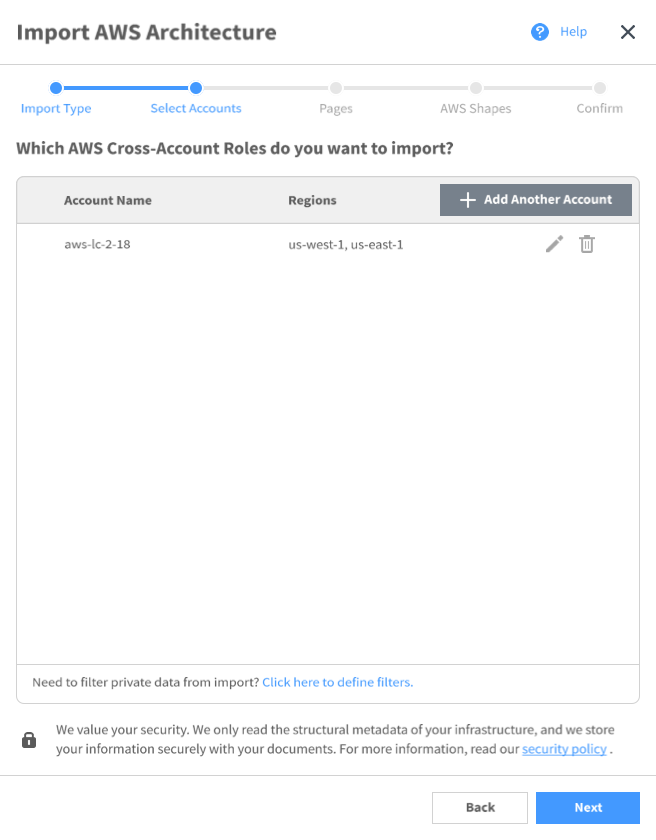 Import AWS Architecture
? Help
Import Type Select Accounts Pages AWS Shapes Confirm
Which AWS Cross-Account Roles do you want to import?
Account Name Regions Add Another Account
aws-lc-2-18 us-west-1, us-east-1
Need to filter private data from import? Click here to define filters.
We value your security. We only read the structural metadata of your infrastructure, and we store
your information securely with your documents. For more information, read our security policy .
Back Next